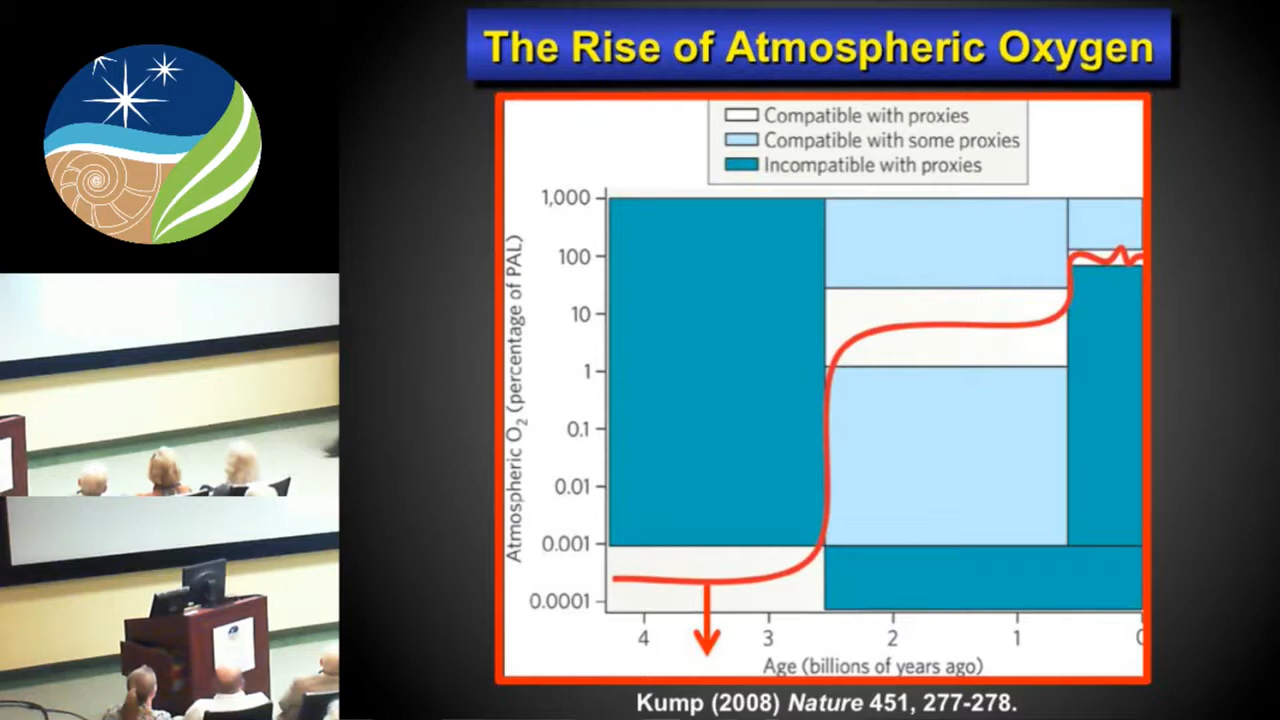 The Rise of Atmospheric Oxygen
Compatible with proxies
Compatible with some proxies
Incompatible with proxies
Atmospheric O₂ (percentage of PAL)
1,000
100
10
1
0.1
0.01
0.001
0.0001
4 3 2 1 0
Age (billions of years ago)
Kump (2008) Nature 451, 277-278.